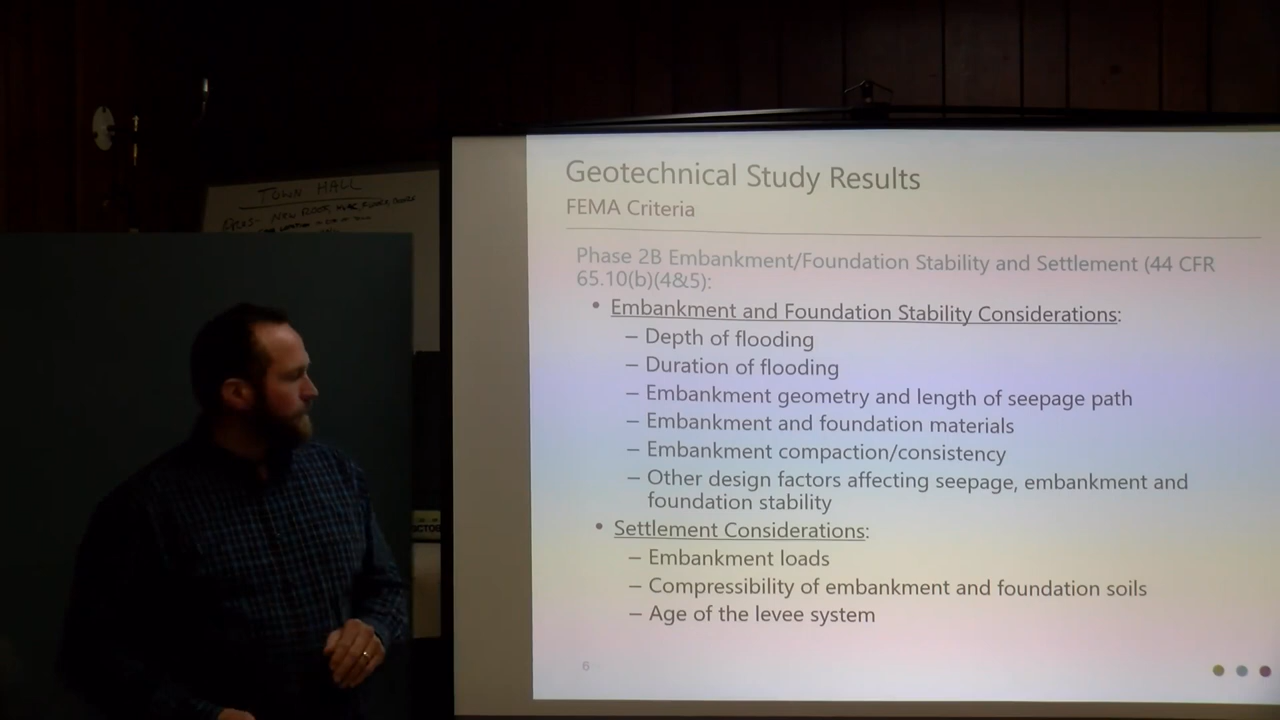 TOWN HALL
NEW ROOF,
Geotechnical Study Results
FEMA Criteria
Phase 2B Embankment/Foundation Stability and Settlement (44 CFR
65.10(b)(4&5):
• Embankment and Foundation Stability Considerations:
– Depth of flooding
– Duration of flooding
– Embankment geometry and length of seepage path
– Embankment and foundation materials
– Embankment compaction/consistency
– Other design factors affecting seepage, embankment and
foundation stability
• Settlement Considerations:
– Embankment loads
– Compressibility of embankment and foundation soils
– Age of the levee system
6